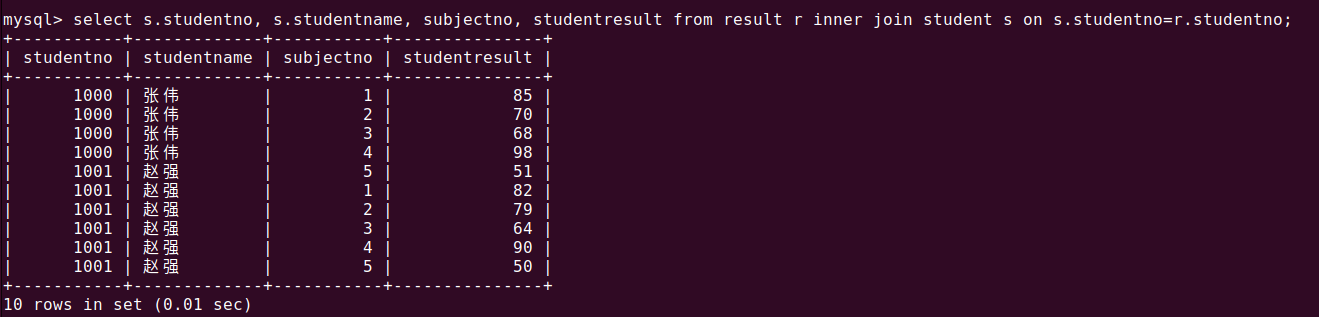 mysql> select s.studentno, s.studentname, subjectno, studentresult from result r inner join student s on s.studentno=r.studentno;
+-----------+-------------+-----------+---------------+
| studentno | studentname | subjectno | studentresult |
+-----------+-------------+-----------+---------------+
|      1000 | 张伟        |         1 |            85 |
|      1000 | 张伟        |         2 |            70 |
|      1000 | 张伟        |         3 |            68 |
|      1000 | 张伟        |         4 |            98 |
|      1001 | 赵强        |         5 |            51 |
|      1001 | 赵强        |         1 |            82 |
|      1001 | 赵强        |         2 |            79 |
|      1001 | 赵强        |         3 |            64 |
|      1001 | 赵强        |         4 |            90 |
|      1001 | 赵强        |         5 |            50 |
+-----------+-------------+-----------+---------------+
10 rows in set (0.01 sec)